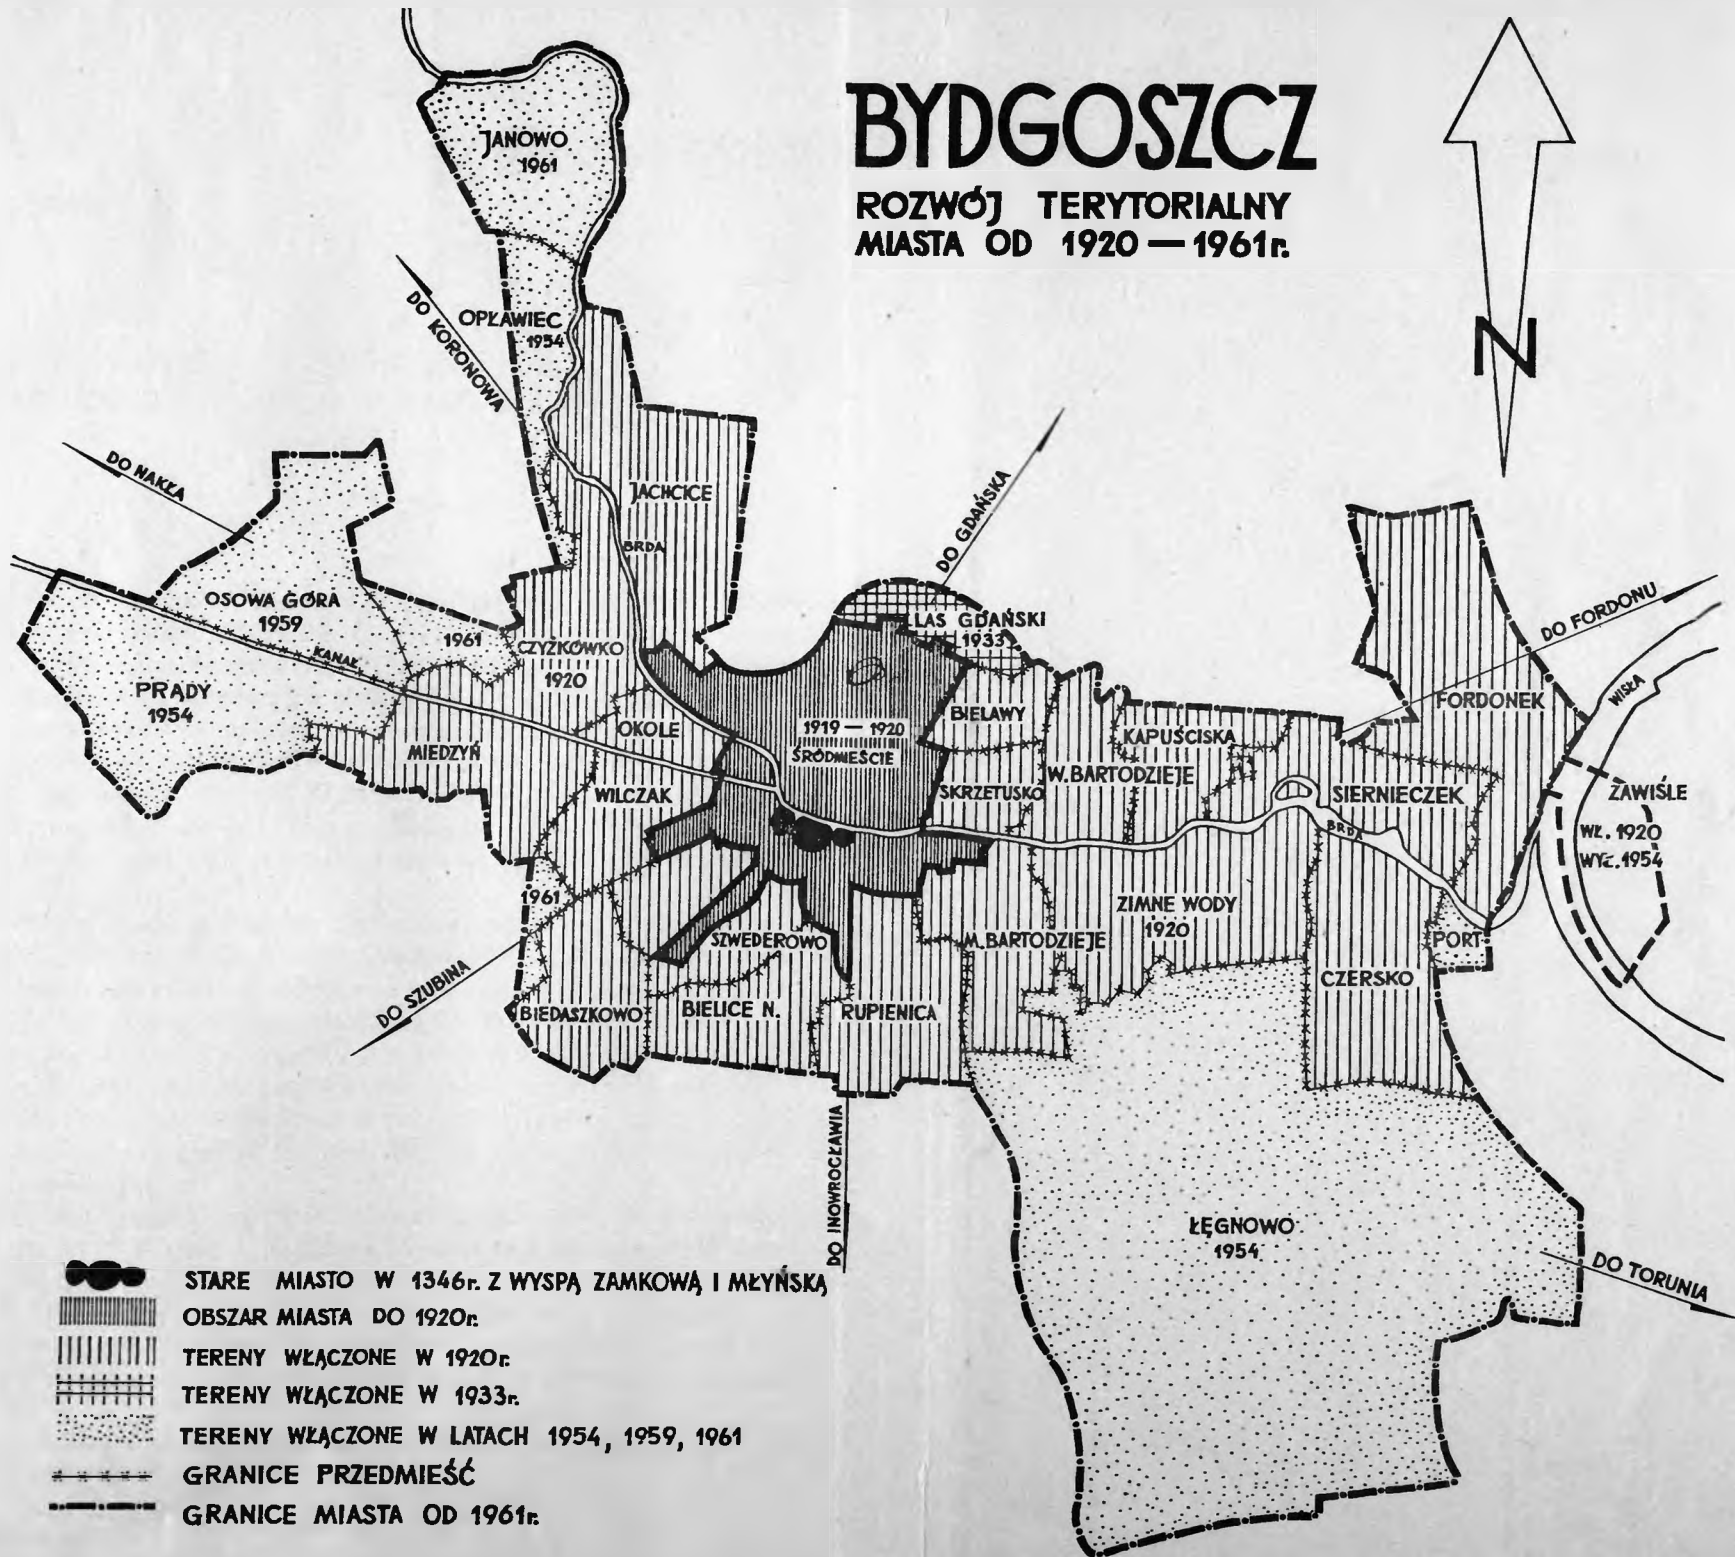 BYDGOSZCZ
ROZWÓJ TERYTORIALNY
MIASTA OD 1920 — 1961r.
N
JANOWO
1961
OPŁAWIEC
1954
DO KORONOWA
DO NAKŁA
JACHCICE
BRDA
DO GDAŃSKA
OSOWA GÓRA
1959
1961
KANAŁ
CZYŻKÓWKO
1920
LAS GDAŃSKI
1933
DO FORDONU
PRĄDY
1954
MIEDZYŃ
OKOLE
1919 — 1920
ŚRÓDMIEŚCIE
BIELAWY
KAPUŚCISKA
FORDONEK
WISŁA
WILCZAK
SKRZETUSKO
W. BARTODZIEJE
SIERNIECZEK
BRDA
ZAWIŚLE
WŁ. 1920
WYŁ. 1954
1961
SZWEDEROWO
M. BARTODZIEJE
ZIMNE WODY
1920
PORT
CZERSKO
DO SZUBINA
BIEDASZKOWO
BIELICE N.
RUPIENICA
DO INOWROCŁAWIA
ŁĘGNOWO
1954
DO TORUNIA
STARE MIASTO W 1346r. Z WYSPĄ ZAMKOWĄ I MŁYŃSKĄ
OBSZAR MIASTA DO 1920r.
TERENY WŁĄCZONE W 1920r.
TERENY WŁĄCZONE W 1933r.
TERENY WŁĄCZONE W LATACH 1954, 1959, 1961
GRANICE PRZEDMIEŚĆ
GRANICE MIASTA OD 1961r.